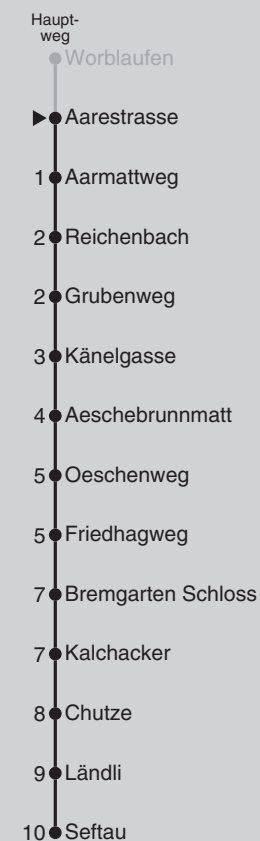 Haupt-
weg
Worblaufen
Aarestrasse
1 Aarmattweg
2 Reichenbach
2 Grubenweg
3 Känelgasse
4 Aeschebrunnmatt
5 Oeschenweg
5 Friedhagweg
7 Bremgarten Schloss
7 Kalchacker
8 Chutze
9 Ländli
10 Seftau